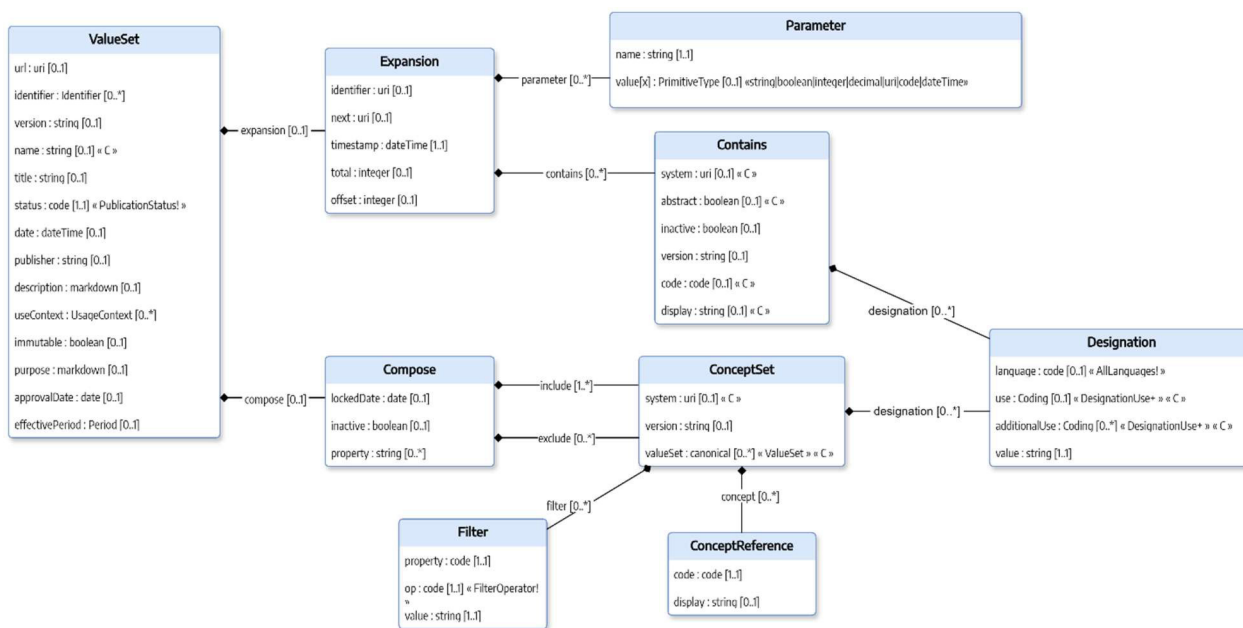 ValueSet
url : uri [0..1]
identifier : Identifier [0..*]
version : string [0..1]
name : string [0..1] « C »
title : string [0..1]
status : code [1..1] « PublicationStatus! »
date : dateTime [0..1]
publisher : string [0..1]
description : markdown [0..1]
useContext : UsageContext [0..*]
immutable : boolean [0..1]
purpose : markdown [0..1]
approvalDate : date [0..1]
effectivePeriod : Period [0..1]
expansion [0..1]
compose [0..1]
Expansion
identifier : uri [0..1]
next : uri [0..1]
timestamp : dateTime [1..1]
total : integer [0..1]
offset : integer [0..1]
parameter [0..*]
contains [0..*]
Parameter
name : string [1..1]
value[x] : PrimitiveType [0..1] «string|boolean|integer|decimal|uri|code|dateTime»
Contains
system : uri [0..1] « C »
abstract : boolean [0..1] « C »
inactive : boolean [0..1]
version : string [0..1]
code : code [0..1] « C »
display : string [0..1] « C »
designation [0..*]
Compose
lockedDate : date [0..1]
inactive : boolean [0..1]
property : string [0..*]
include [1..*]
exclude [0..*]
ConceptSet
system : uri [0..1] « C »
version : string [0..1]
valueSet : canonical [0..*] « ValueSet » « C »
designation [0..*]
Designation
language : code [0..1] « AllLanguages! »
use : Coding [0..1] « DesignationUse+ » « C »
additionalUse : Coding [0..*] « DesignationUse+ » « C »
value : string [1..1]
filter [0..*]
concept [0..*]
Filter
property : code [1..1]
op : code [1..1] « FilterOperator!
»
value : string [1..1]
ConceptReference
code : code [1..1]
display : string [0..1]